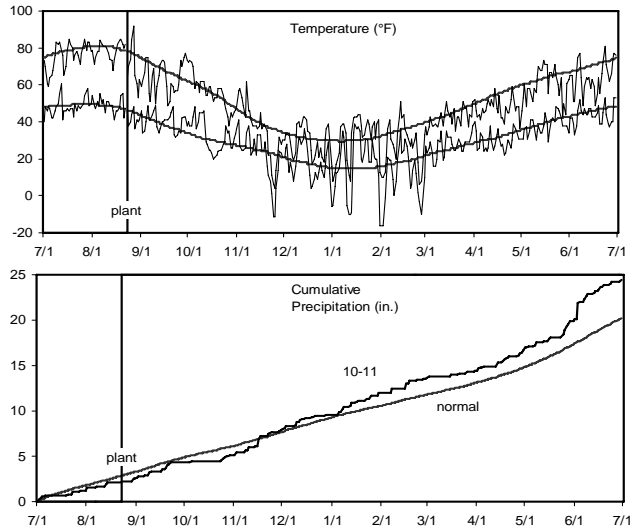 100
Temperature (°F)
80
60
40
20
0
plant
-20
7/1 8/1 9/1 10/1 11/1 12/1 1/1 2/1 3/1 4/1 5/1 6/1 7/1
25
Cumulative
Precipitation (in.)
20
15
10-11
10
normal
5
plant
0
7/1 8/1 9/1 10/1 11/1 12/1 1/1 2/1 3/1 4/1 5/1 6/1 7/1